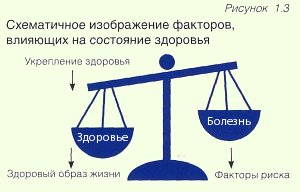 Рисунок 1.3
Схематичное изображение факторов,
влияющих на состояние здоровья
Укрепление здоровья
Здоровье
Болезнь
Здоровый образ жизни
Факторы риска